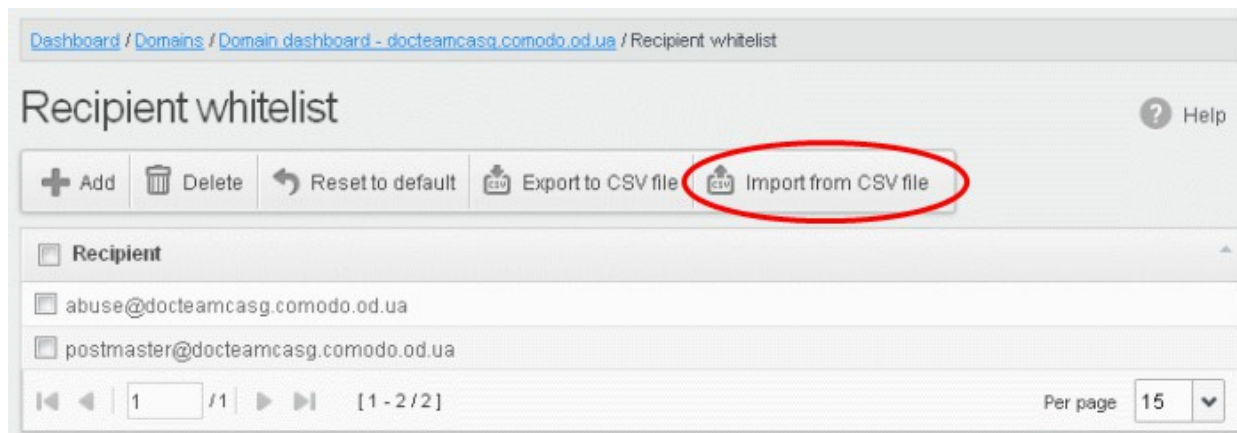 Dashboard / Domains / Domain dashboard - docteamcasg.comodo.od.ua / Recipient whitelist
Recipient whitelist
Help
Add Delete Reset to default CSV Export to CSV file CSV Import from CSV file
Recipient
abuse@docteamcasg.comodo.od.ua
postmaster@docteamcasg.comodo.od.ua
1 /1 [1-2/2] Per page 15